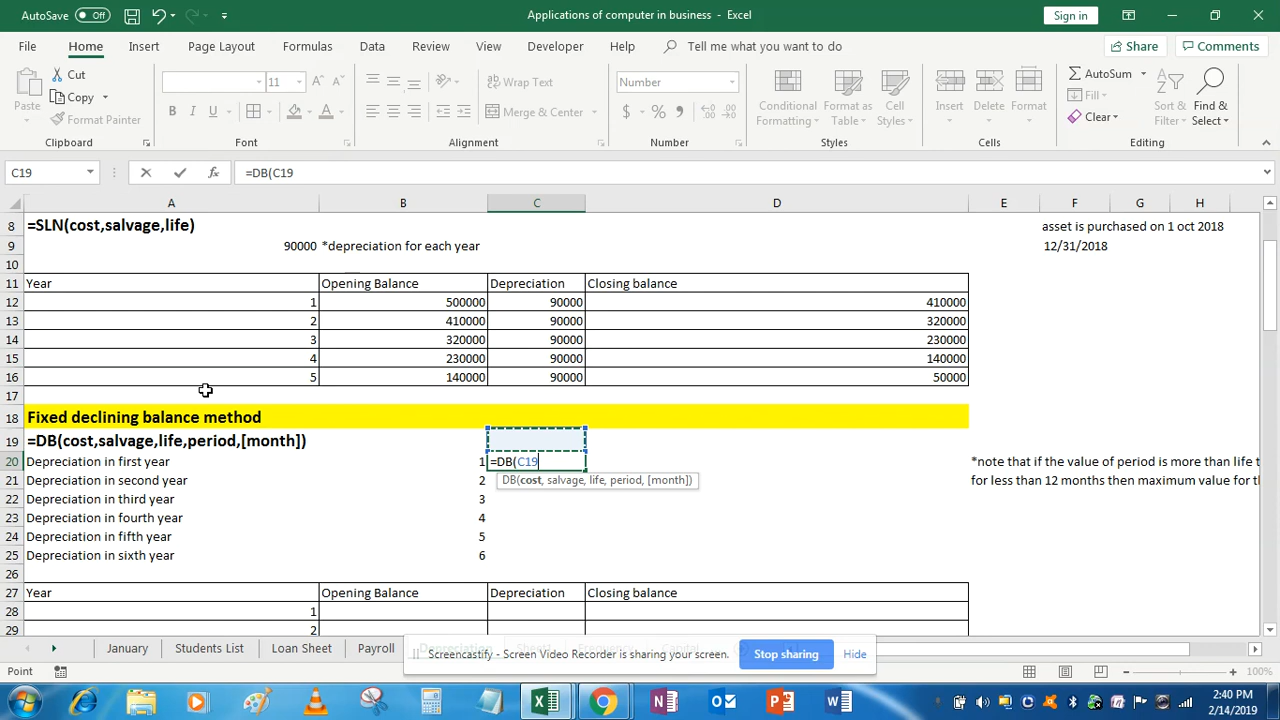 AutoSave Off
Applications of computer in business - Excel
Sign in
File Home Insert Page Layout Formulas Data Review View Developer Help Tell me what you want to do Share Comments
Cut
Copy
Format Painter
Paste
Clipboard
11
B I U
Font
Wrap Text
Merge & Center
Alignment
Number
$ %
Number
Conditional Formatting
Format as Table
Cell Styles
Styles
Insert Delete Format
Cells
AutoSum
Fill
Clear
Sort & Filter
Find & Select
Editing
C19 fx =DB(C19
A B C D E F G H
8 =SLN(cost,salvage,life) asset is purchased on 1 oct 2018
9 90000 *depreciation for each year 12/31/2018
10
11 Year Opening Balance Depreciation Closing balance
12 1 500000 90000 410000
13 2 410000 90000 320000
14 3 320000 90000 230000
15 4 230000 90000 140000
16 5 140000 90000 50000
17
18 Fixed declining balance method
19 =DB(cost,salvage,life,period,[month])
20 Depreciation in first year 1 =DB(C19 *note that if the value of period is more than life t
DB(cost, salvage, life, period, [month])
21 Depreciation in second year 2 for less than 12 months then maximum value for th
22 Depreciation in third year 3
23 Depreciation in fourth year 4
24 Depreciation in fifth year 5
25 Depreciation in sixth year 6
26
27 Year Opening Balance Depreciation Closing balance
28 1
29 2
January Students List Loan Sheet Payroll
Screencastify - Screen Video Recorder is sharing your screen. Stop sharing Hide
Point 100%
2:40 PM
2/14/2019